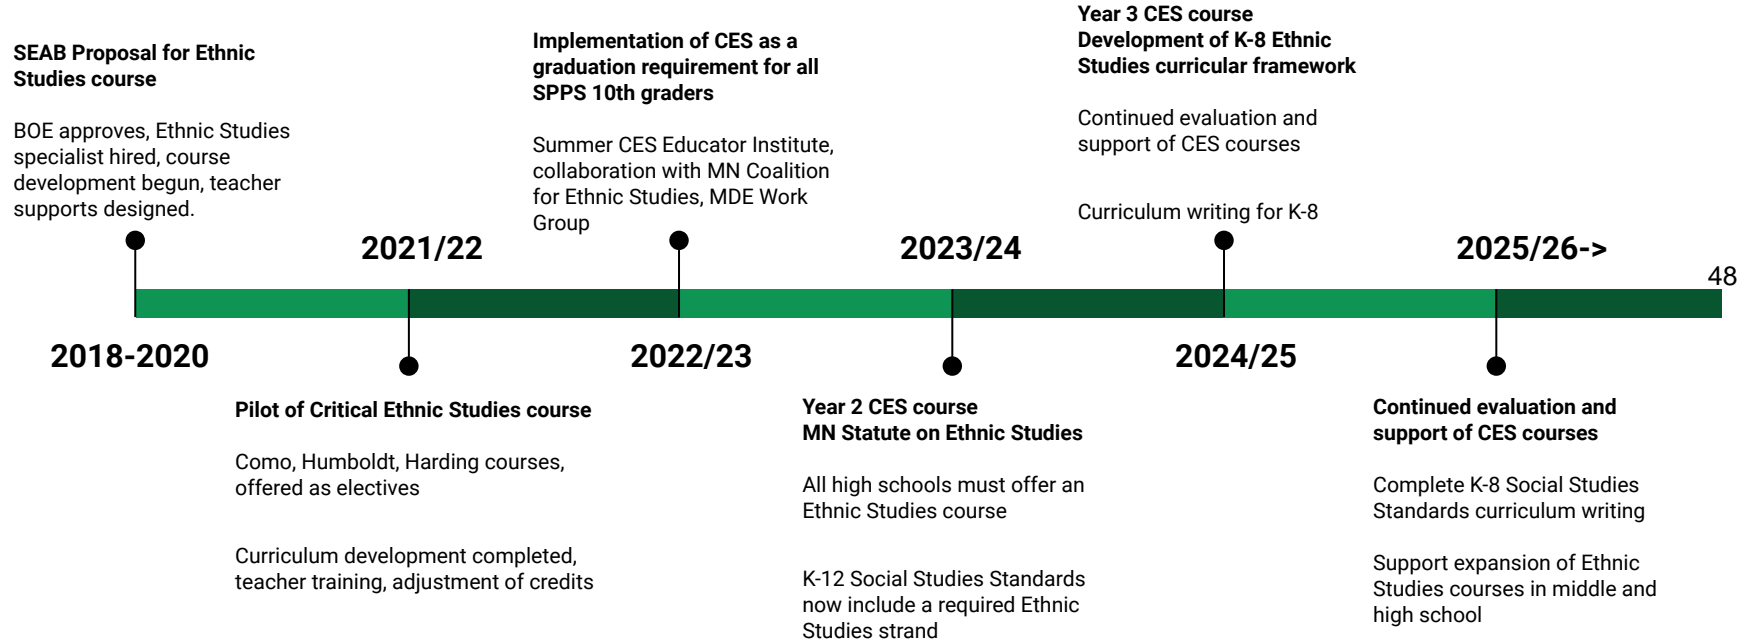 SEAB Proposal for Ethnic
Studies course
BOE approves, Ethnic Studies
specialist hired, course
development begun, teacher
supports designed.
2018-2020
2021/22
Pilot of Critical Ethnic Studies course
Como, Humboldt, Harding courses,
offered as electives
Curriculum development completed,
teacher training, adjustment of credits
Implementation of CES as a
graduation requirement for all
SPPS 10th graders
Summer CES Educator Institute,
collaboration with MN Coalition
for Ethnic Studies, MDE Work
Group
2022/23
2023/24
Year 2 CES course
MN Statute on Ethnic Studies
All high schools must offer an
Ethnic Studies course
K-12 Social Studies Standards
now include a required Ethnic
Studies strand
Year 3 CES course
Development of K-8 Ethnic
Studies curricular framework
Continued evaluation and
support of CES courses
Curriculum writing for K-8
2024/25
2025/26->
Continued evaluation and
support of CES courses
Complete K-8 Social Studies
Standards curriculum writing
Support expansion of Ethnic
Studies courses in middle and
high school
48